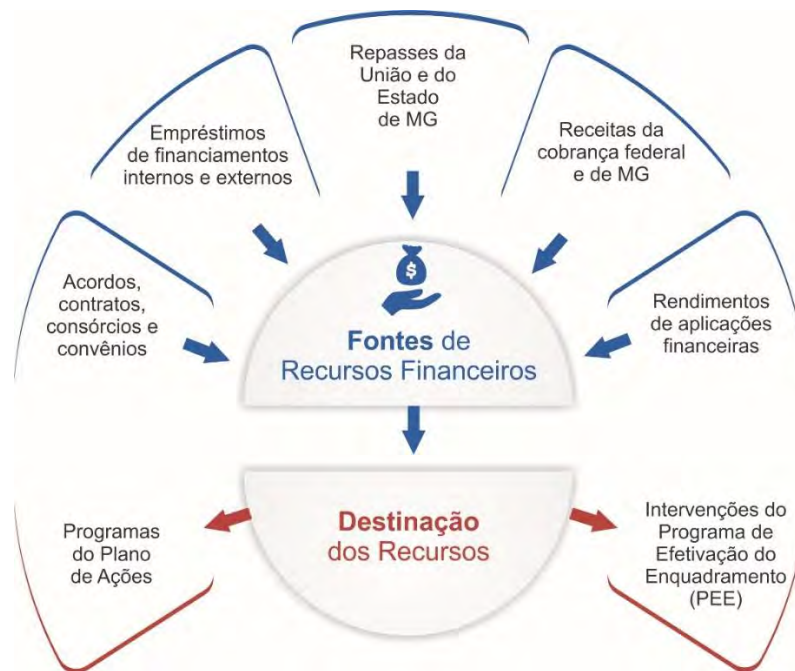 Repasses da
União e do
Estado
de MG
Empréstimos
de financiamentos
internos e externos
Receitas da
cobrança federal
e de MG
Acordos,
contratos,
consórcios e
convênios
Rendimentos
de aplicações
financeiras
$
Fontes de
Recursos Financeiros
Programas
do Plano
de Ações
Destinação
dos Recursos
Intervenções do
Programa de
Efetivação do
Enquadramento
(PEE)